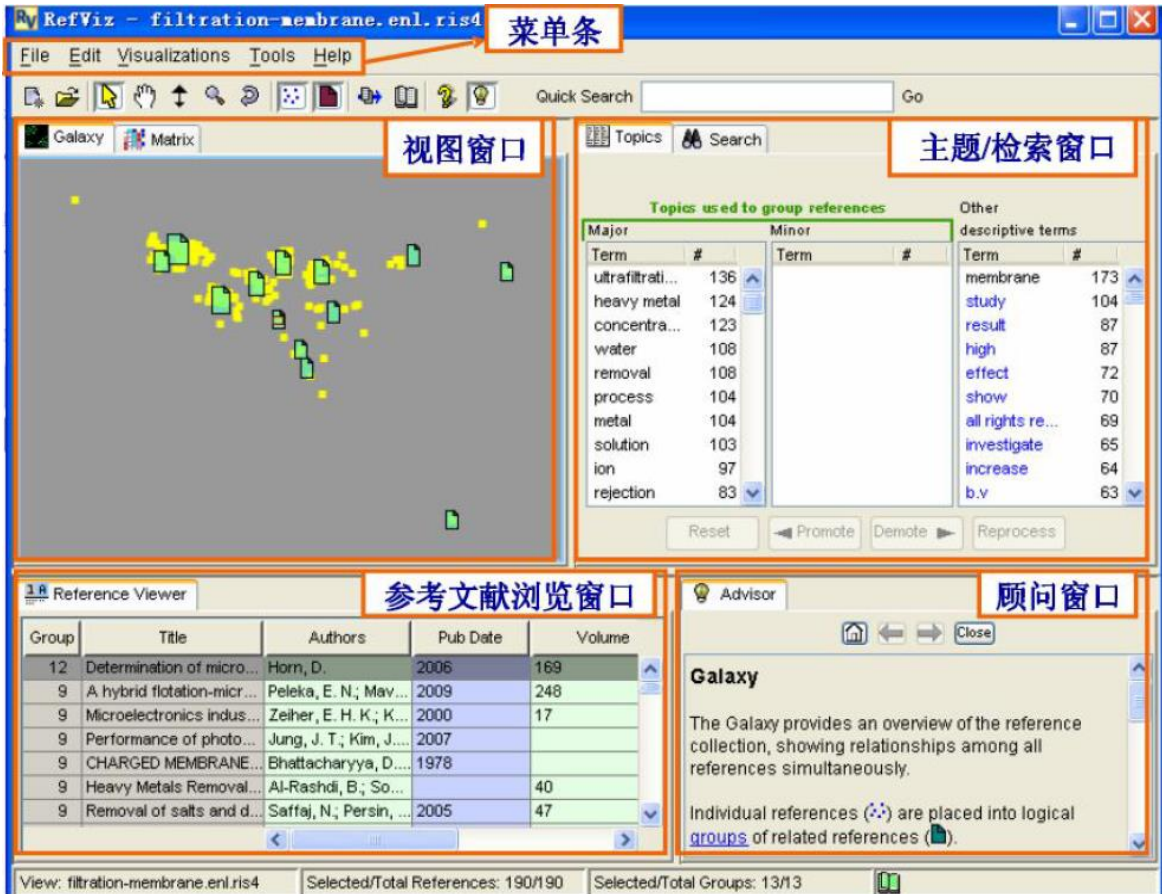 RefViz - filtration-membrane.enl.ris4
菜单条
File Edit Visualizations Tools Help
Quick Search Go
Galaxy Matrix
视图窗口
Topics Search
主题/检索窗口
Topics used to group references
Other
Major Minor descriptive terms
Term # Term # Term #
ultrafiltrati... 136 membrane 173
heavy metal 124 study 104
concentra... 123 result 87
water 108 high 87
removal 108 effect 72
process 104 show 70
metal 104 all rights re... 69
solution 103 investigate 65
ion 97 increase 64
rejection 83 b.v 63
Reset Promote Demote Reprocess
Reference Viewer
参考文献浏览窗口
Group Title Authors Pub Date Volume
12 Determination of micro... Horn, D. 2006 169
9 A hybrid flotation-micr... Peleka, E. N.; Mav... 2009 248
9 Microelectronics indus... Zeiher, E. H. K.; K... 2000 17
9 Performance of photo... Jung, J. T.; Kim, J.... 2007
9 CHARGED MEMBRANE... Bhattacharyya, D.... 1978
9 Heavy Metals Removal... Al-Rashdi, B.; So... 40
9 Removal of salts and d... Saffaj, N.; Persin, ... 2005 47
Advisor
顾问窗口
Close
Galaxy
The Galaxy provides an overview of the reference
collection, showing relationships among all
references simultaneously.
Individual references ( ) are placed into logical
groups of related references ( ).
View: filtration-membrane.enl.ris4 Selected/Total References: 190/190 Selected/Total Groups: 13/13